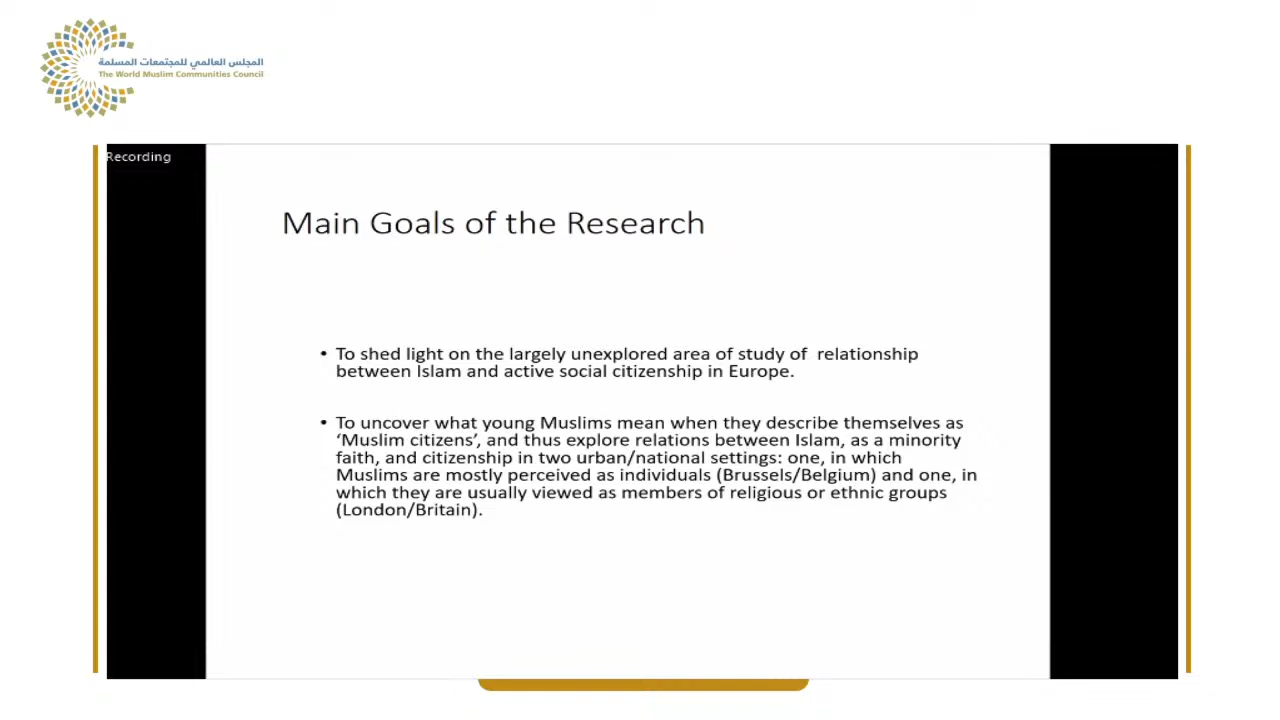 المجلس العالمي للمجتمعات المسلمة
The World Muslim Communities Council
Recording
Main Goals of the Research
• To shed light on the largely unexplored area of study of relationship
between Islam and active social citizenship in Europe.
• To uncover what young Muslims mean when they describe themselves as
‘Muslim citizens’, and thus explore relations between Islam, as a minority
faith, and citizenship in two urban/national settings: one, in which
Muslims are mostly perceived as individuals (Brussels/Belgium) and one, in
which they are usually viewed as members of religious or ethnic groups
(London/Britain).